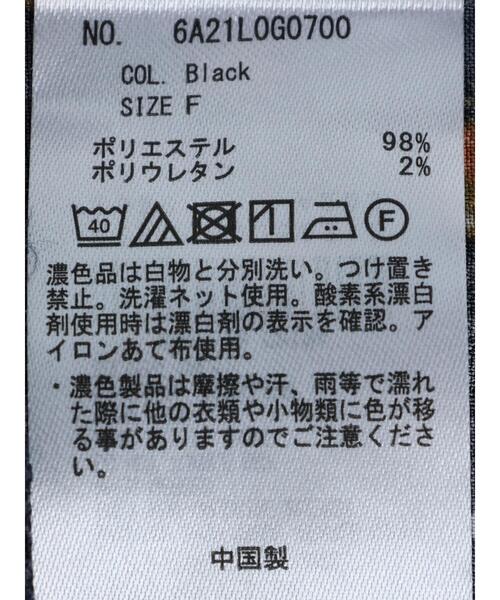 NO. 6A21L0G0700
COL. Black
SIZE F
ポリエステル 98%
ポリウレタン 2%
40 F
濃色品は白物と分別洗い。つけ置き
禁止。洗濯ネット使用。酸素系漂白
剤使用時は漂白剤の表示を確認。ア
イロンあて布使用。
・濃色製品は摩擦や汗、雨等で濡れ
た際に他の衣類や小物類に色が移
る事がありますのでご注意くださ
い。
中国製